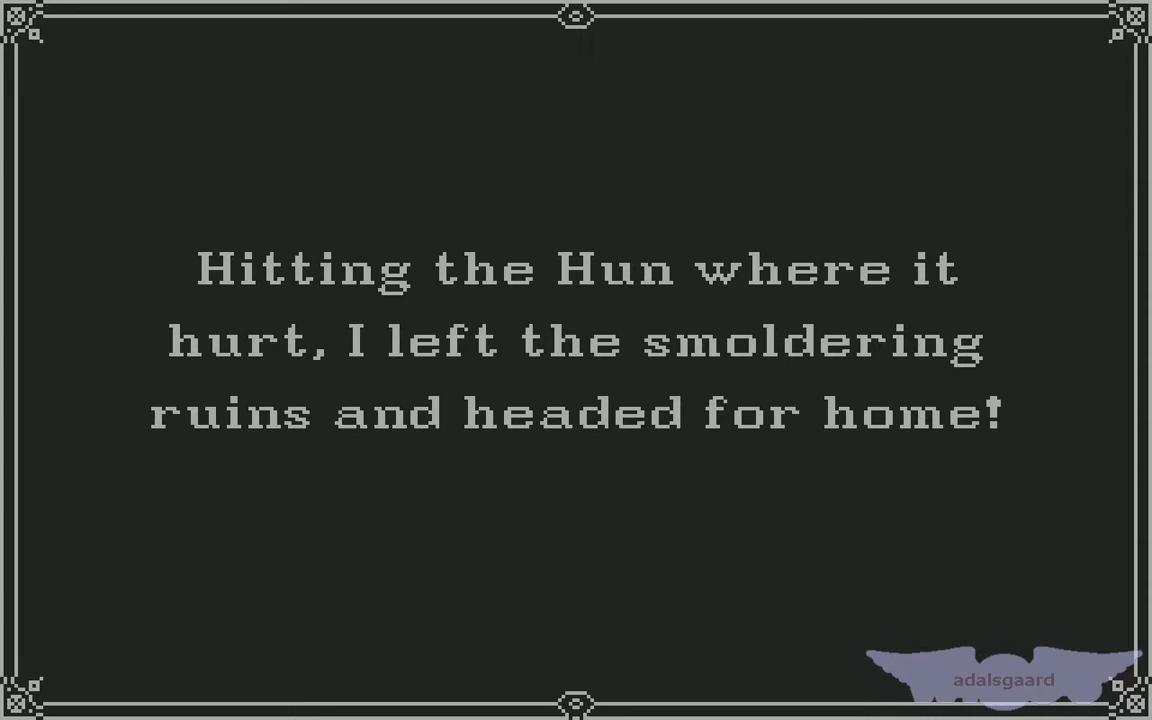 Hitting the Hun where it
hurt, I left the smoldering
ruins and headed for home!
adalsgaard